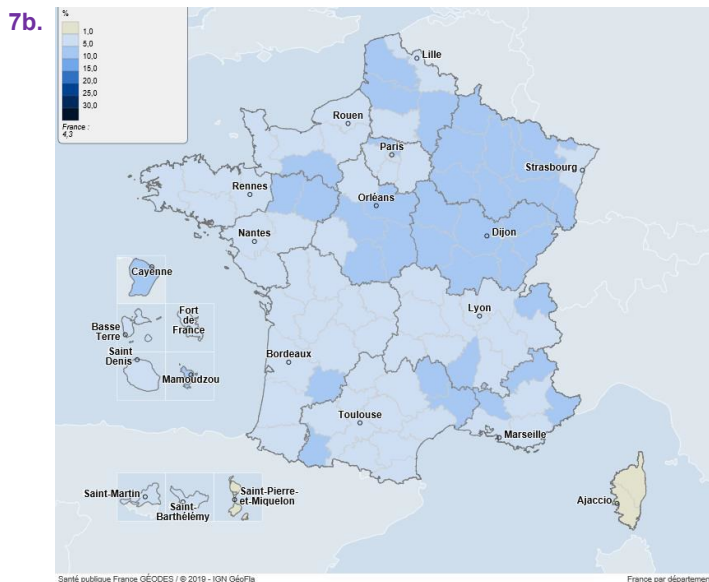 7b.
%
1,0
5,0
10,0
15,0
20,0
25,0
30,0
France :
4,3
Lille
Rouen
Paris
Strasbourg
Rennes
Orléans
Nantes
Dijon
Cayenne
Lyon
Basse
Terre
Fort
de
France
Saint
Denis
Bordeaux
Mamoudzou
Toulouse
Marseille
Saint-Martin
Saint-
Barthélémy
Saint-Pierre
et-Miquelon
Ajaccio
Santé publique France GÉODES / © 2019 - IGN GéoFla
France par départemen